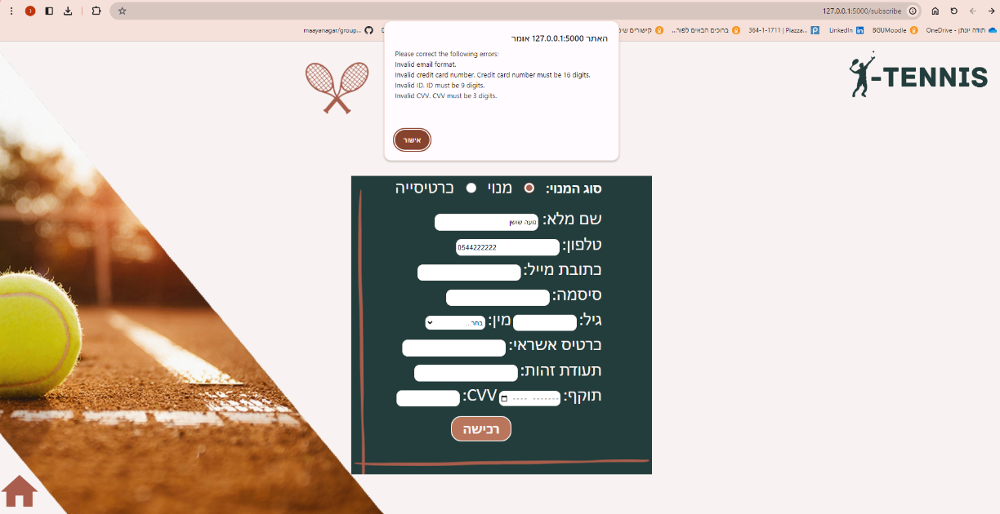 127.0.0.1:5000/subscribe
תודה יונתן - OneDrive
BGUMoodle
LinkedIn
364-1-1711 | Piazza...
ברוכים הבאים לפור...
maayanagar/group...
האתר 127.0.0.1:5000 אומר
Please correct the following errors:
Invalid email format.
Invalid credit card number. Credit card number must be 16 digits.
Invalid ID. ID must be 9 digits.
Invalid CVV. CVV must be 3 digits.
אישור
-TENNIS
סוג המנוי: מנוי כרטיסייה
שם מלא: נועה שושן
טלפון: 0544222222
כתובת מייל:
סיסמה:
גיל: מין: בחר...
כרטיס אשראי:
תעודת זהות:
תוקף: CVV:
רכישה